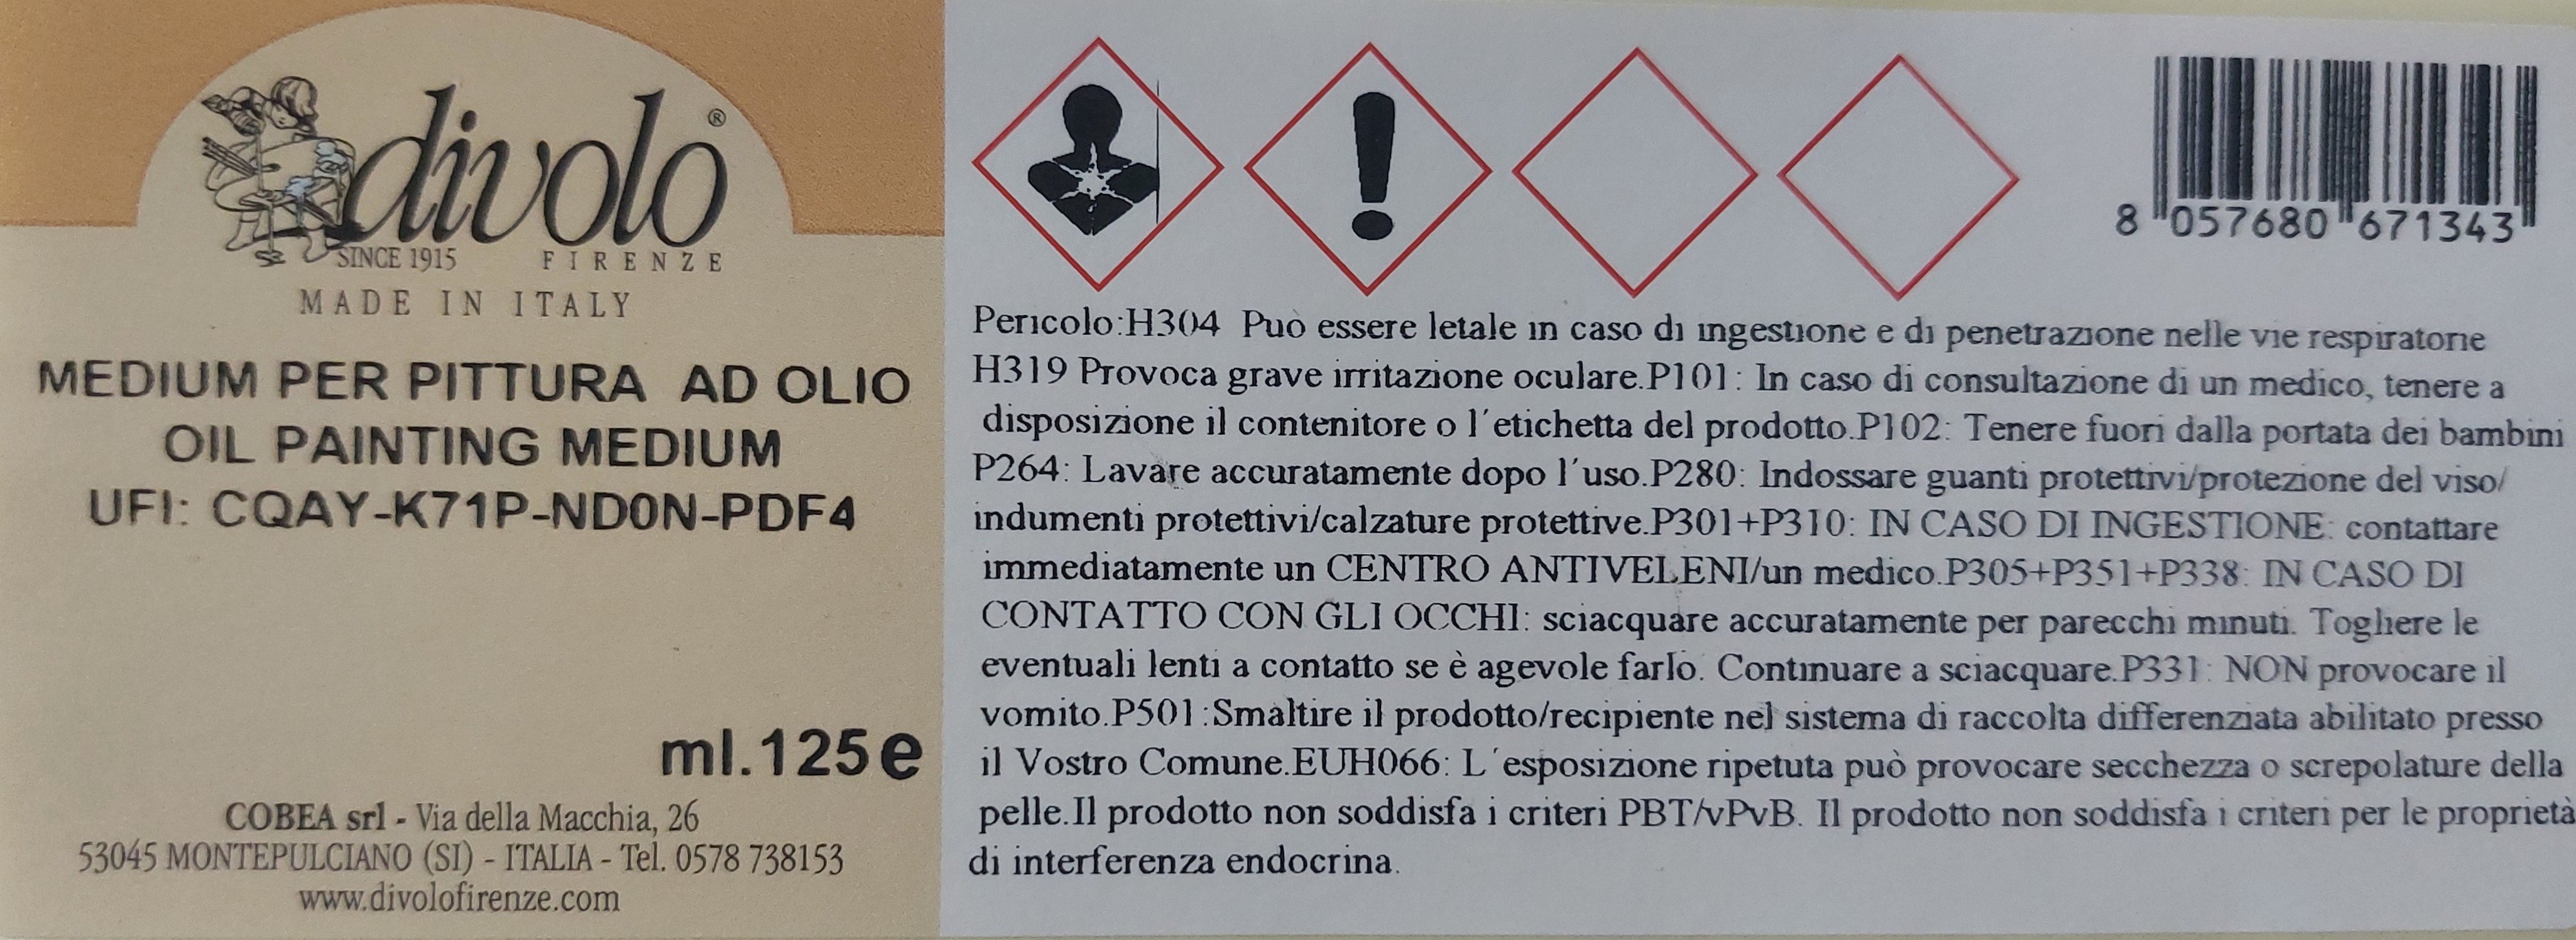 divolo®
SINCE 1915 FIRENZE
MADE IN ITALY
MEDIUM PER PITTURA AD OLIO
OIL PAINTING MEDIUM
UFI: CQAY-K71P-ND0N-PDF4
ml.125e
COBEA srl - Via della Macchia, 26
53045 MONTEPULCIANO (SI) - ITALIA - Tel. 0578 738153
www.divolofirenze.com
8 057680 671343
Pericolo:H304 Può essere letale in caso di ingestione e di penetrazione nelle vie respiratorie
H319 Provoca grave irritazione oculare.P101: In caso di consultazione di un medico, tenere a
disposizione il contenitore o l´etichetta del prodotto.P102: Tenere fuori dalla portata dei bambini
P264: Lavare accuratamente dopo l´uso.P280: Indossare guanti protettivi/protezione del viso/
indumenti protettivi/calzature protettive.P301+P310: IN CASO DI INGESTIONE: contattare
immediatamente un CENTRO ANTIVELENI/un medico.P305+P351+P338: IN CASO DI
CONTATTO CON GLI OCCHI: sciacquare accuratamente per parecchi minuti. Togliere le
eventuali lenti a contatto se è agevole farlo. Continuare a sciacquare.P331: NON provocare il
vomito.P501:Smaltire il prodotto/recipiente nel sistema di raccolta differenziata abilitato presso
il Vostro Comune.EUH066: L´esposizione ripetuta può provocare secchezza o screpolature della
pelle.Il prodotto non soddisfa i criteri PBT/vPvB. Il prodotto non soddisfa i criteri per le proprietà
di interferenza endocrina.